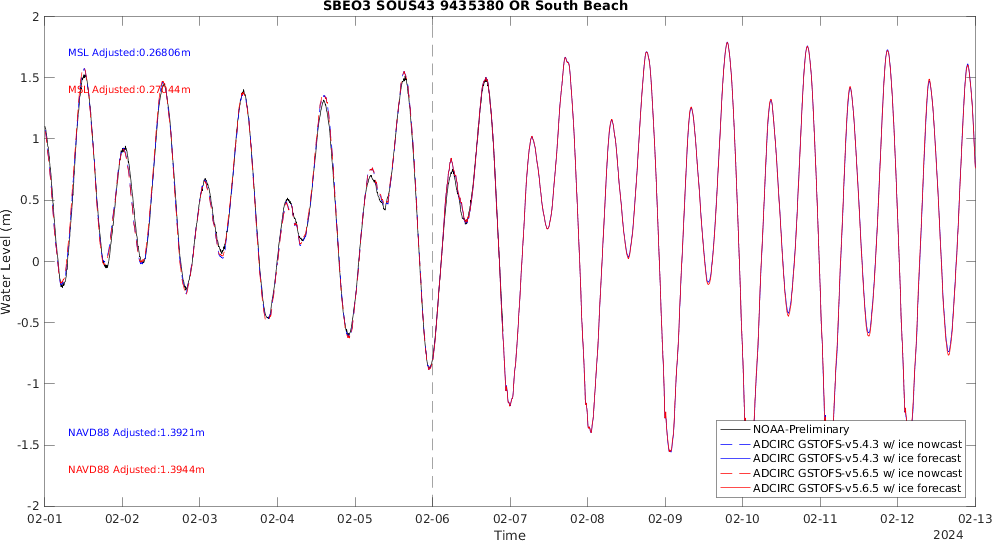 SBEO3 SOUS43 9435380 OR South Beach
MSL Adjusted:0.26806m
MSL Adjusted:0.27044m
NAVD88 Adjusted:1.3921m
NAVD88 Adjusted:1.3944m
Water Level (m)
2
1.5
1
0.5
0
-0.5
-1
-1.5
-2
NOAA-Preliminary
ADCIRC GSTOFS-v5.4.3 w/ ice nowcast
ADCIRC GSTOFS-v5.4.3 w/ ice forecast
ADCIRC GSTOFS-v5.6.5 w/ ice nowcast
ADCIRC GSTOFS-v5.6.5 w/ ice forecast
02-01 02-02 02-03 02-04 02-05 02-06 02-07 02-08 02-09 02-10 02-11 02-12 02-13
Time
2024